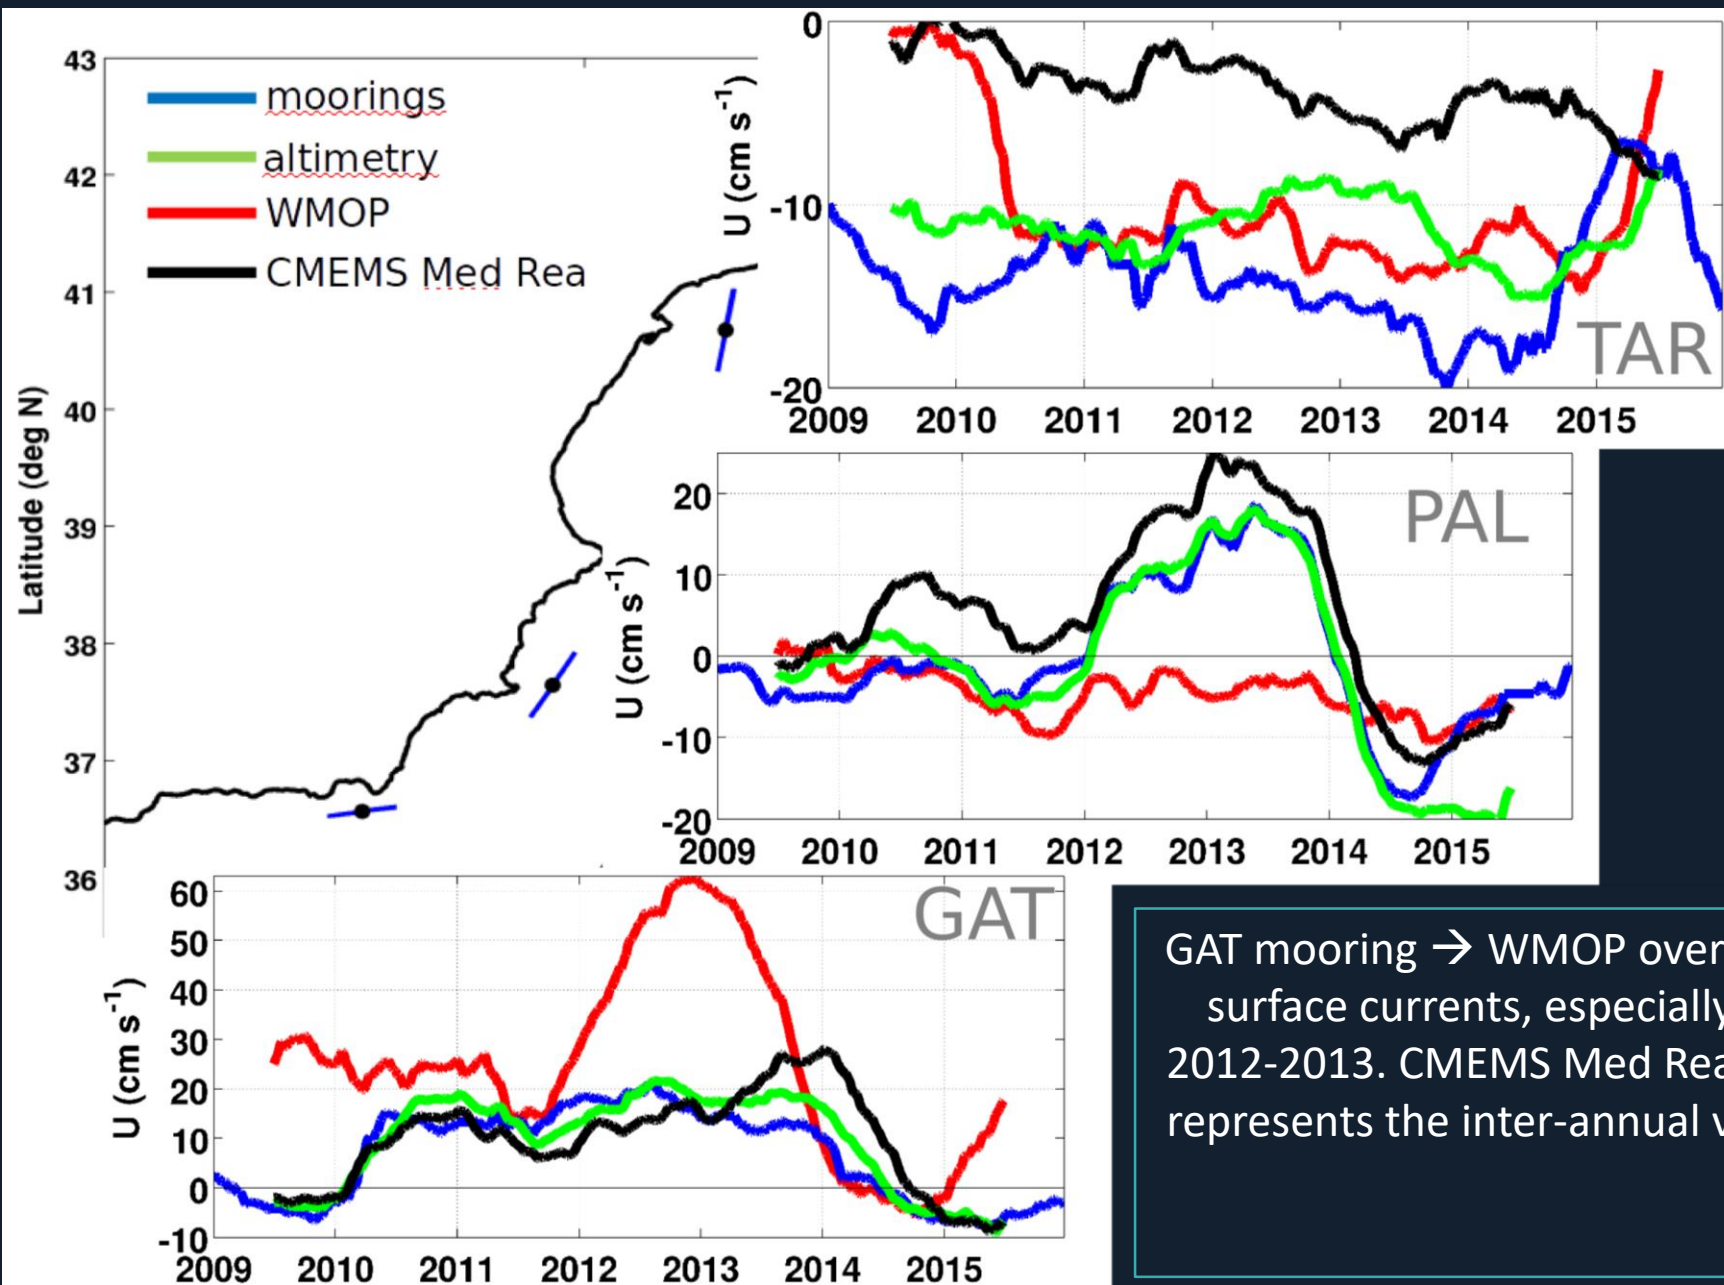 moorings
altimetry
WMOP
CMEMS Med Rea
Latitude (deg N)
43
42
41
40
39
38
37
36
U (cm s-1)
0
-10
-20
TAR
2009 2010 2011 2012 2013 2014 2015
U (cm s-1)
20
10
0
-10
-20
PAL
2009 2010 2011 2012 2013 2014 2015
U (cm s-1)
60
50
40
30
20
10
0
-10
GAT
2009 2010 2011 2012 2013 2014 2015
GAT mooring → WMOP over
surface currents, especially
2012-2013. CMEMS Med Rea
represents the inter-annual v